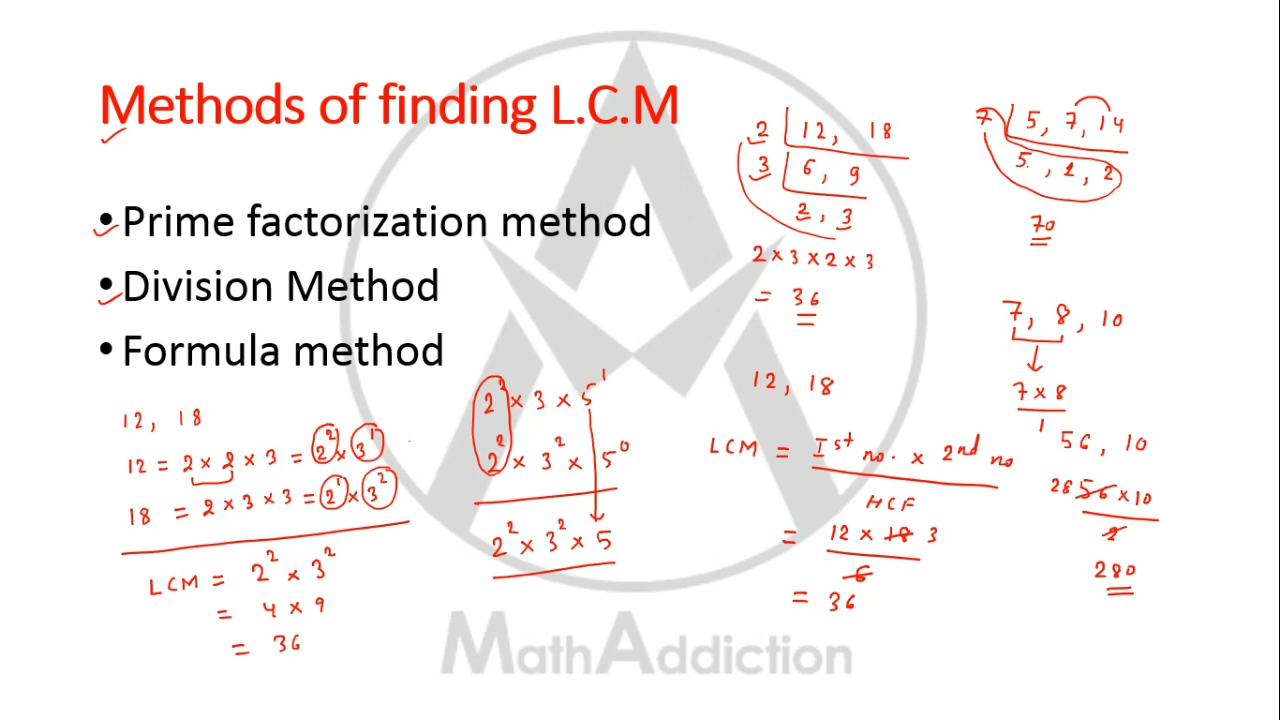 Methods of finding L.C.M
• Prime factorization method
• Division Method
• Formula method
12, 18
12 = 2 × 2 × 3 = 2² × 3¹
18 = 2 × 3 × 3 = 2¹ × 3²
LCM = 2² × 3²
= 4 × 9
= 36
× 3 × 5¹
2² × 3² × 5⁰
2² × 3² × 5
2 | 12, 18
3 | 6, 9
2, 3
2 × 3 × 2 × 3
= 36
12, 18
LCM = Ist no. × 2nd no
HCF
= 12 × 18 3
6
= 36
7 | 5, 7, 14
5, 1, 2
70
7, 8, 10
7 × 8
1
56, 10
28 56 × 10
2
280
MathAddiction